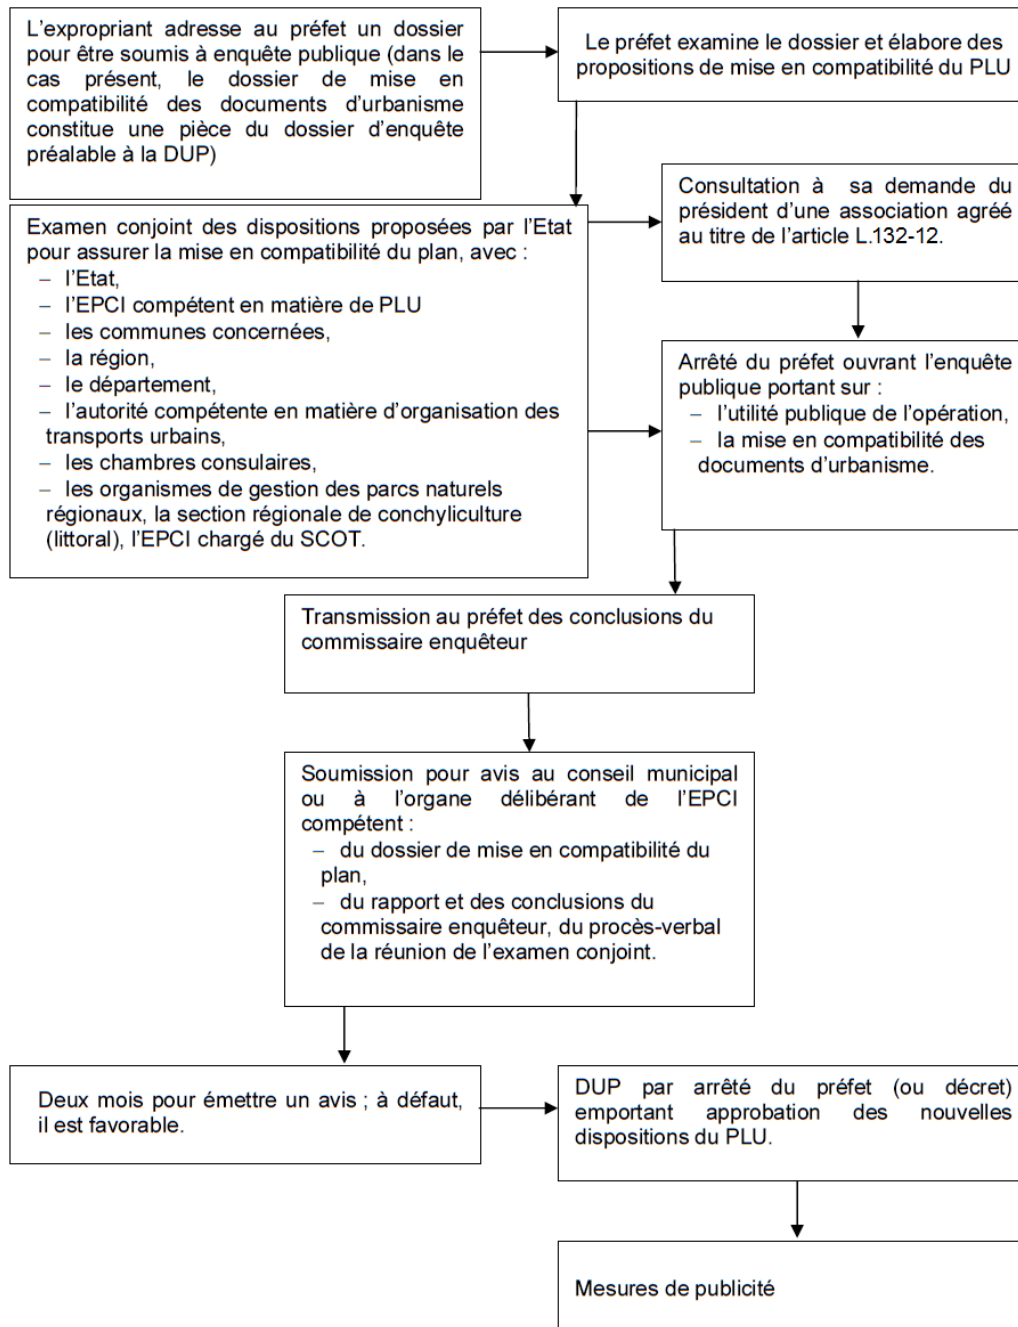 L'expropriant adresse au préfet un dossier
pour être soumis à enquête publique (dans le
cas présent, le dossier de mise en
compatibilité des documents d'urbanisme
constitue une pièce du dossier d'enquête
préalable à la DUP)
Le préfet examine le dossier et élabore des
propositions de mise en compatibilité du PLU
Examen conjoint des dispositions proposées par l'Etat
pour assurer la mise en compatibilité du plan, avec :
– l'Etat,
– l'EPCI compétent en matière de PLU
– les communes concernées,
– la région,
– le département,
– l'autorité compétente en matière d'organisation des
transports urbains,
– les chambres consulaires,
– les organismes de gestion des parcs naturels
régionaux, la section régionale de conchyliculture
(littoral), l'EPCI chargé du SCOT.
Consultation à sa demande du
président d'une association agréé
au titre de l'article L.132-12.
Arrêté du préfet ouvrant l'enquête
publique portant sur :
– l'utilité publique de l'opération,
– la mise en compatibilité des
documents d'urbanisme.
Transmission au préfet des conclusions du
commissaire enquêteur
Soumission pour avis au conseil municipal
ou à l'organe délibérant de l'EPCI
compétent :
– du dossier de mise en compatibilité du
plan,
– du rapport et des conclusions du
commissaire enquêteur, du procès-verbal
de la réunion de l'examen conjoint.
Deux mois pour émettre un avis ; à défaut,
il est favorable.
DUP par arrêté du préfet (ou décret)
emportant approbation des nouvelles
dispositions du PLU.
Mesures de publicité